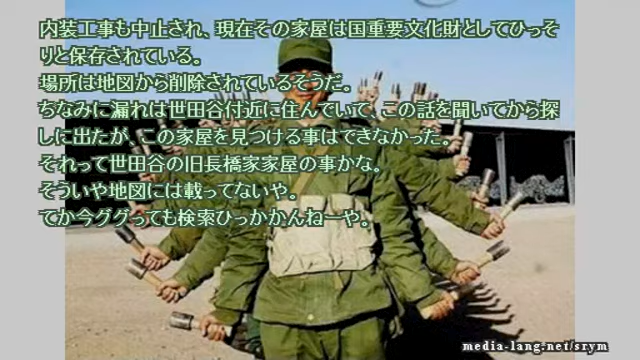 内装工事も中止され、現在その家屋は国重要文化財としてひっそ
りと保存されている。
場所は地図から削除されているそうだ。
ちなみに漏れは世田谷付近に住んでいて、この話を聞いてから探
しに出たが、この家屋を見つける事はできなかった。
それって世田谷の旧長橋家家屋の事かな。
そういや地図には載ってないや。
てか今ググっても検索ひっかかんねーや。
media-lang.net/srym